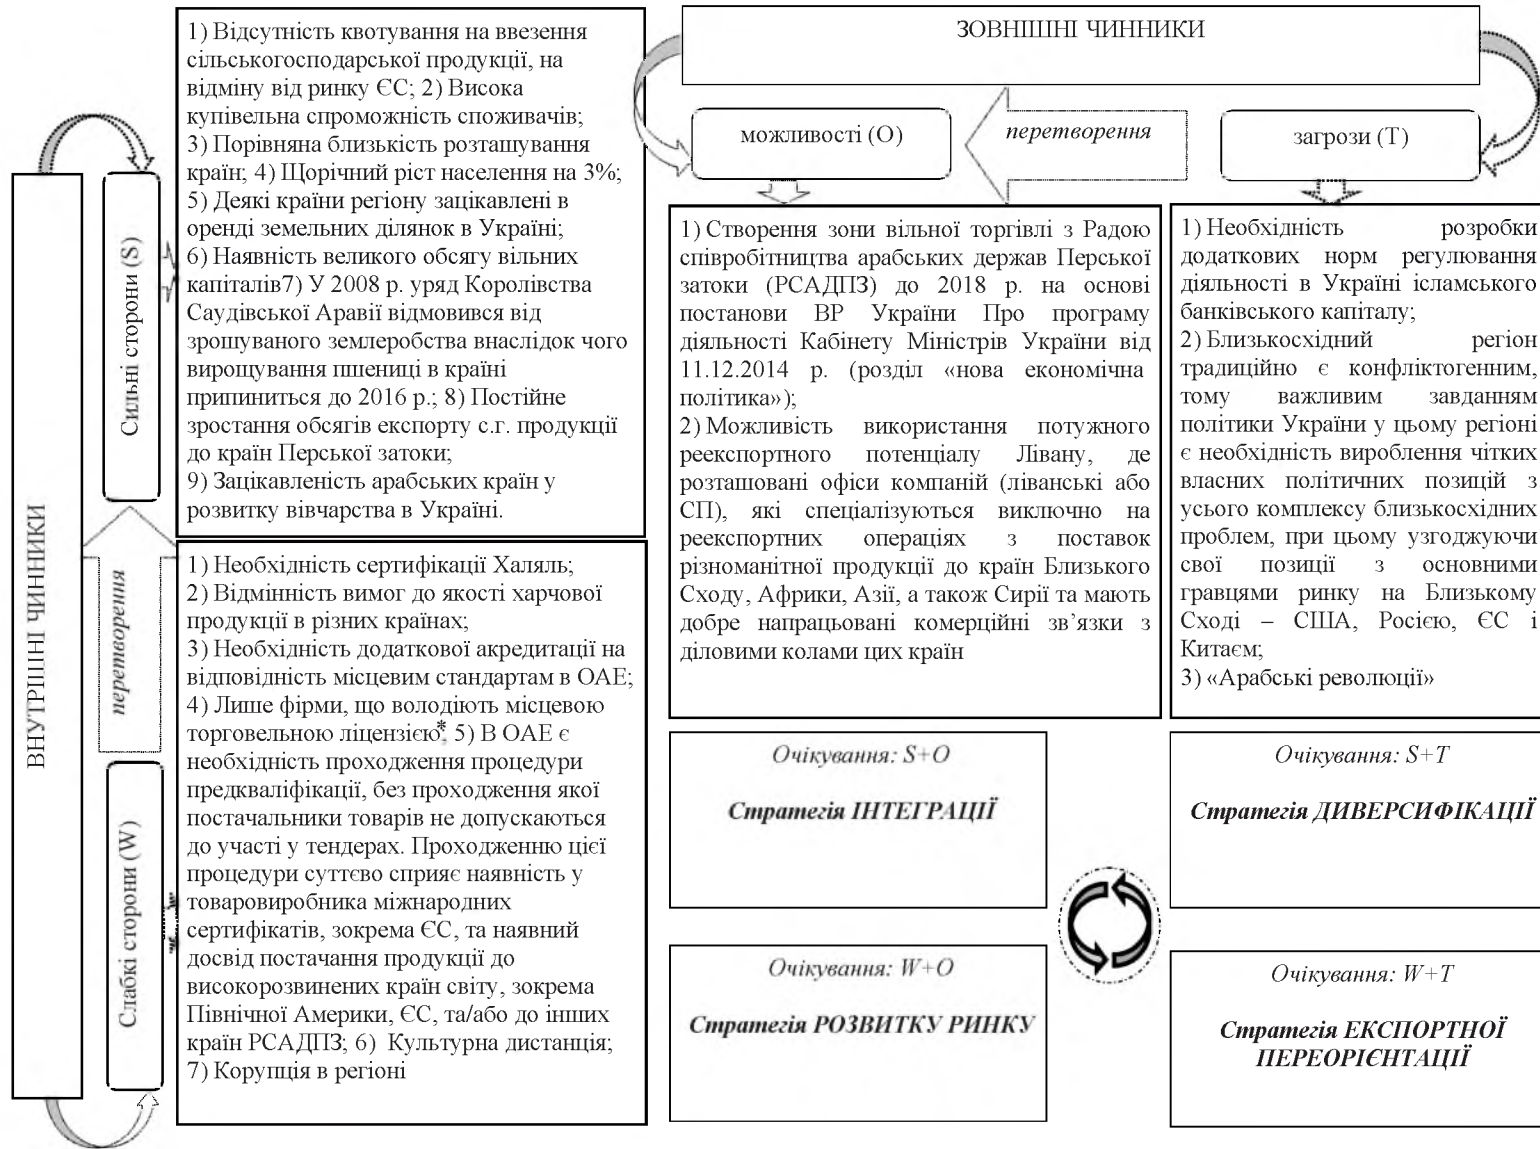 ЗОВНІШНІ ЧИННИКИ
можливості (О)
перетворення
загрози (Т)
ВНУТРІШНІ ЧИННИКИ
Сильні сторони (S)
1) Відсутність квотування на ввезення
сільськогосподарської продукції, на
відміну від ринку ЄС; 2) Висока
купівельна спроможність споживачів;
3) Порівняна близькість розташування
країн; 4) Щорічний ріст населення на 3%;
5) Деякі країни регіону зацікавлені в
оренді земельних ділянок в Україні;
6) Наявність великого обсягу вільних
капіталів7) У 2008 р. уряд Королівства
Саудівської Аравії відмовився від
зрошуваного землеробства внаслідок чого
вирощування пшениці в країні
припиниться до 2016 р.; 8) Постійне
зростання обсягів експорту с.г. продукції
до країн Перської затоки;
9) Зацікавленість арабських країн у
розвитку вівчарства в Україні.
перетворення
Слабкі сторони (W)
1) Необхідність сертифікації Халяль;
2) Відмінність вимог до якості харчової
продукції в різних країнах;
3) Необхідність додаткової акредитації на
відповідність місцевим стандартам в ОАЕ;
4) Лише фірми, що володіють місцевою
торговельною ліцензією*; 5) В ОАЕ є
необхідність проходження процедури
предкваліфікації, без проходження якої
постачальники товарів не допускаються
до участі у тендерах. Проходженню цієї
процедури суттєво сприяє наявність у
товаровиробника міжнародних
сертифікатів, зокрема ЄС, та наявний
досвід постачання продукції до
високорозвинених країн світу, зокрема
Північної Америки, ЄС, та/або до інших
країн РСАДПЗ; 6) Культурна дистанція;
7) Корупція в регіоні
1) Створення зони вільної торгівлі з Радою
співробітництва арабських держав Перської
затоки (РСАДПЗ) до 2018 р. на основі
постанови ВР України Про програму
діяльності Кабінету Міністрів України від
11.12.2014 р. (розділ «нова економічна
політика»);
2) Можливість використання потужного
реекспортного потенціалу Лівану, де
розташовані офіси компаній (ліванські або
СП), які спеціалізуються виключно на
реекспортних операціях з поставок
різноманітної продукції до країн Близького
Сходу, Африки, Азії, а також Сирії та мають
добре напрацьовані комерційні зв’язки з
діловими колами цих країн
1) Необхідність розробки
додаткових норм регулювання
діяльності в Україні ісламського
банківського капіталу;
2) Близькосхідний регіон
традиційно є конфліктогенним,
тому важливим завданням
політики України у цьому регіоні
є необхідність вироблення чітких
власних політичних позицій з
усього комплексу близькосхідних
проблем, при цьому узгоджуючи
свої позиції з основними
гравцями ринку на Близькому
Сході – США, Росією, ЄС і
Китаєм;
3) «Арабські революції»
Очікування: S+O
Стратегія ІНТЕГРАЦІЇ
Очікування: S+T
Стратегія ДИВЕРСИФІКАЦІЇ
Очікування: W+O
Стратегія РОЗВИТКУ РИНКУ
Очікування: W+T
Стратегія ЕКСПОРТНОЇ
ПЕРЕОРІЄНТАЦІЇ